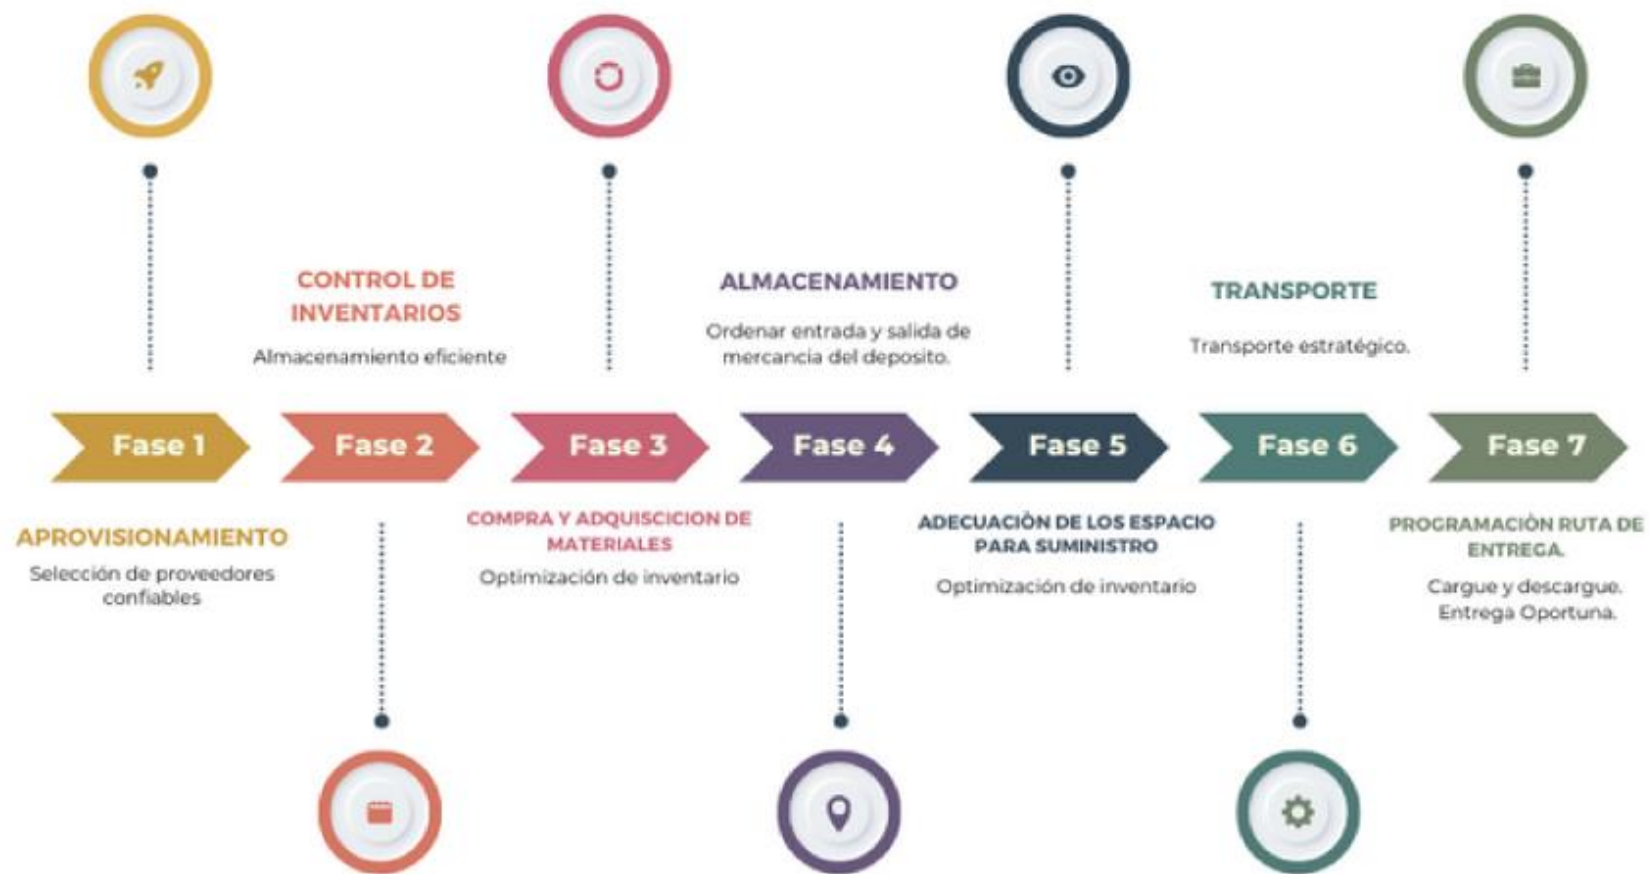 CONTROL DE
INVENTARIOS
Almacenamiento eficiente
ALMACENAMIENTO
Ordenar entrada y salida de
mercancia del deposito.
TRANSPORTE
Transporte estratégico.
Fase 1
Fase 2
Fase 3
Fase 4
Fase 5
Fase 6
Fase 7
APROVISIONAMIENTO
Selección de proveedores
confiables
COMPRA Y ADQUISCICION DE
MATERIALES
Optimización de inventario
ADECUACIÒN DE LOS ESPACIO
PARA SUMINISTRO
Optimización de inventario
PROGRAMACIÒN RUTA DE
ENTREGA.
Cargue y descargue.
Entrega Oportuna.